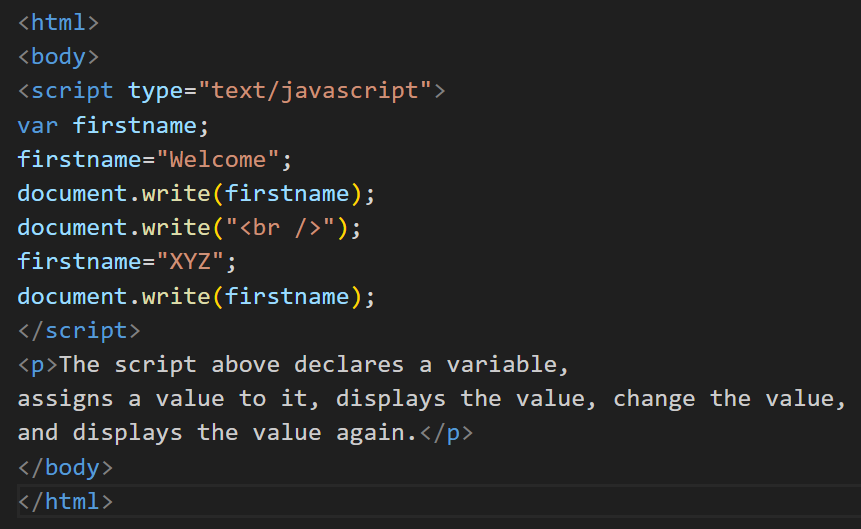 <html>
<body>
<script type="text/javascript">
var firstname;
firstname="Welcome";
document.write(firstname);
document.write("<br />");
firstname="XYZ";
document.write(firstname);
</script>
<p>The script above declares a variable,
assigns a value to it, displays the value, change the value,
and displays the value again.</p>
</body>
</html>